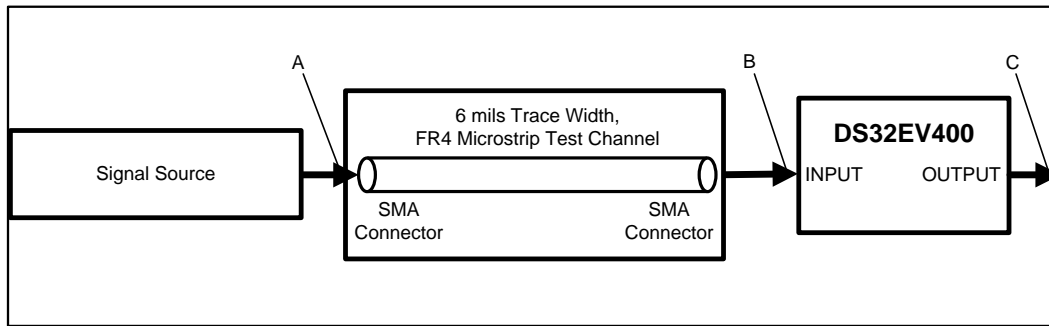 A
B
C
6 mils Trace Width,
FR4 Microstrip Test Channel
DS32EV400
Signal Source
INPUT
OUTPUT
SMA
Connector
SMA
Connector